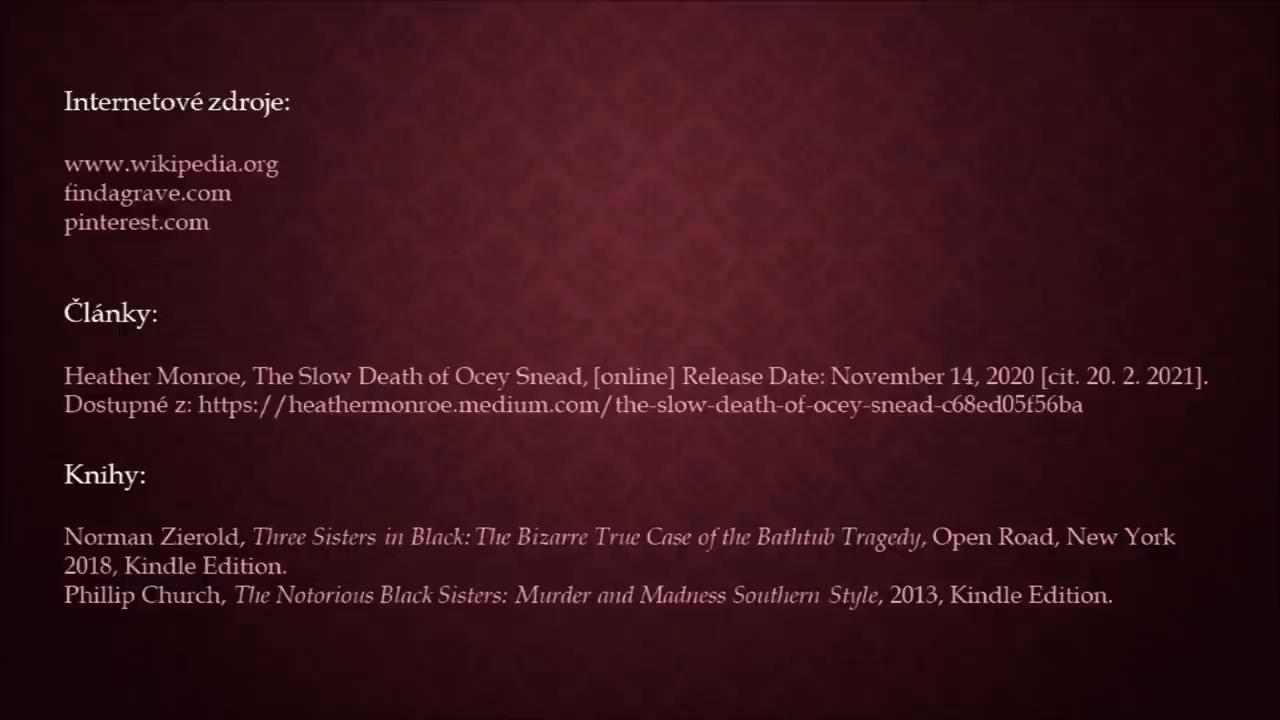 Internetové zdroje:
www.wikipedia.org
findagrave.com
pinterest.com
Články:
Heather Monroe, The Slow Death of Ocey Snead, [online] Release Date: November 14, 2020 [cit. 20. 2. 2021].
Dostupné z: https://heathermonroe.medium.com/the-slow-death-of-ocey-snead-c68ed05f56ba
Knihy:
Norman Zierold, Three Sisters in Black: The Bizarre True Case of the Bathtub Tragedy, Open Road, New York
2018, Kindle Edition.
Phillip Church, The Notorious Black Sisters: Murder and Madness Southern Style, 2013, Kindle Edition.